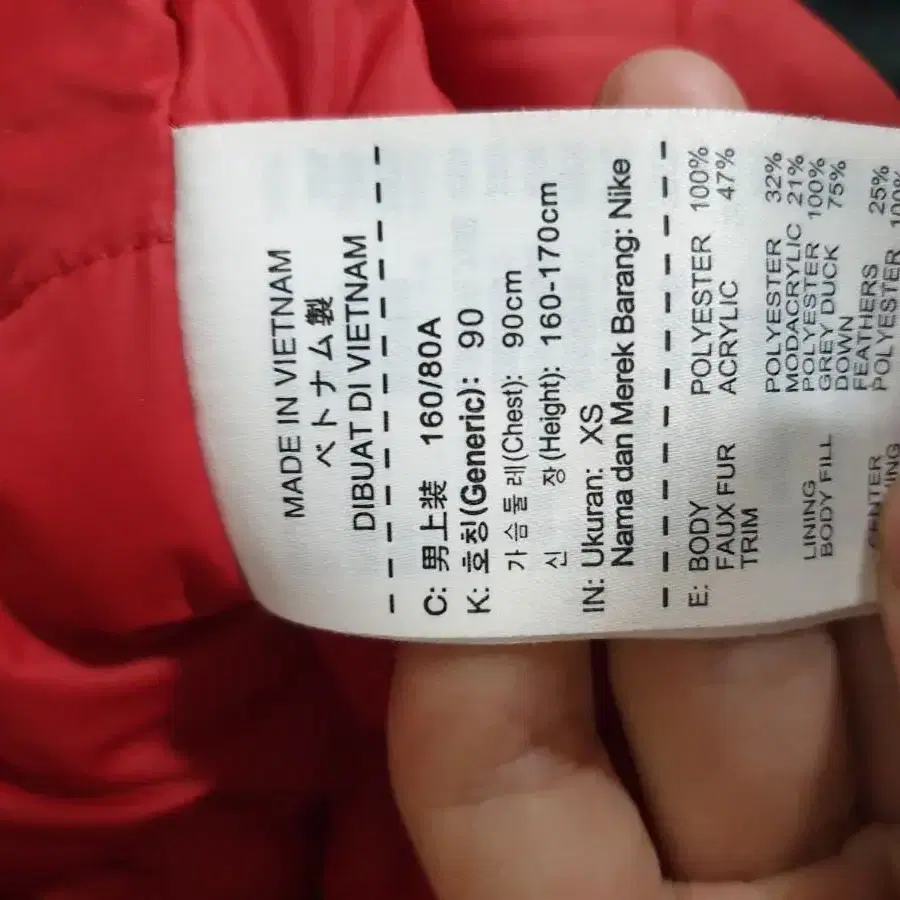 MADE IN VIETNAM
ベトナム製
DIBUAT DI VIETNAM
C: 男上装 160/80A
K: 호칭(Generic): 90
가슴둘레(Chest): 90cm
신 장(Height): 160-170cm
IN: Ukuran: XS
Nama dan Merek Barang: Nike
E: BODY POLYESTER 100%
FAUX FUR ACRYLIC 47%
TRIM
POLYESTER 32%
MODACRYLIC 21%
LINING POLYESTER 100%
BODY FILL GREY DUCK 75%
DOWN
FEATHERS 25%
CENTER POLYESTER 100%